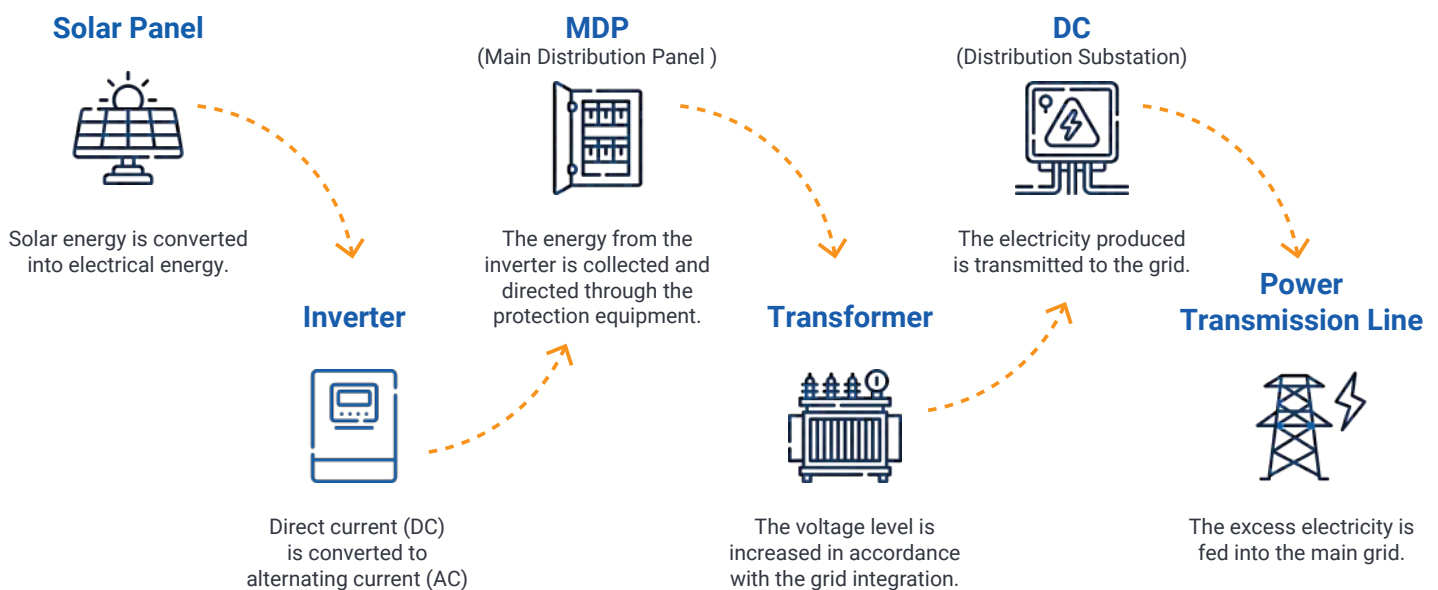 Solar Panel
Solar energy is converted
into electrical energy.
Inverter
Direct current (DC)
is converted to
alternating current (AC)
MDP
(Main Distribution Panel )
The energy from the
inverter is collected and
directed through the
protection equipment.
Transformer
The voltage level is
increased in accordance
with the grid integration.
DC
(Distribution Substation)
The electricity produced
is transmitted to the grid.
Power
Transmission Line
The excess electricity is
fed into the main grid.